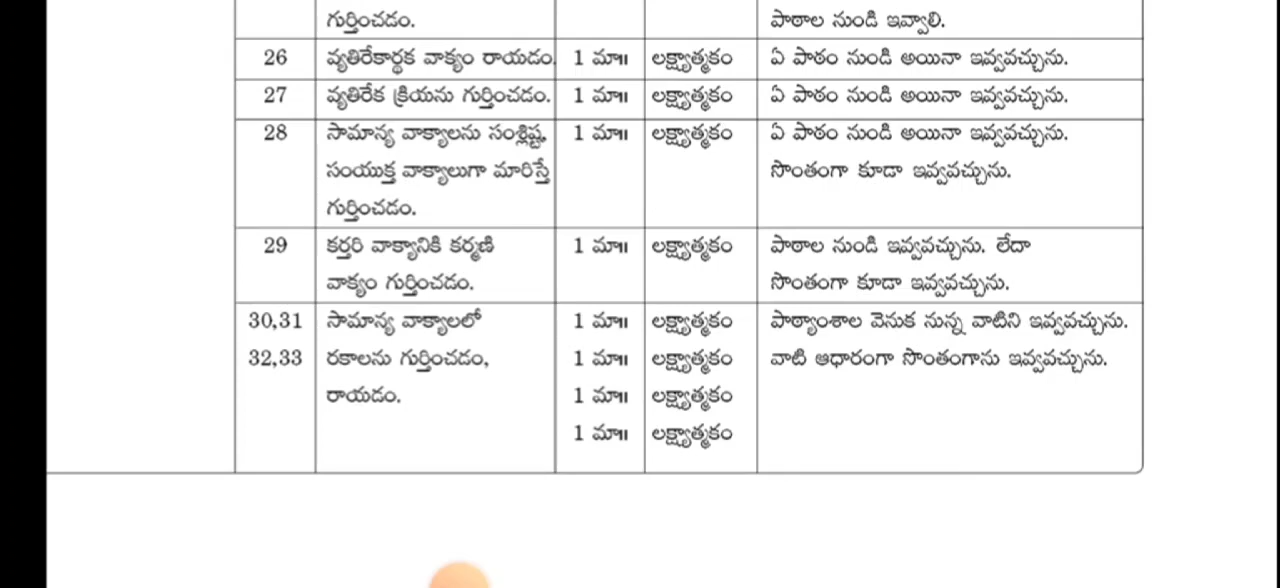 గుర్తించడం. పాఠాల నుండి ఇవ్వాలి.
26 వ్యతిరేకార్థక వాక్యం రాయడం. 1 మా॥ లక్ష్యాత్మకం ఏ పాఠం నుండి అయినా ఇవ్వవచ్చును.
27 వ్యతిరేక క్రియను గుర్తించడం. 1 మా॥ లక్ష్యాత్మకం ఏ పాఠం నుండి అయినా ఇవ్వవచ్చును.
28 సామాన్య వాక్యాలను సంశ్లిష్ట, 1 మా॥ లక్ష్యాత్మకం ఏ పాఠం నుండి అయినా ఇవ్వవచ్చును.
సంయుక్త వాక్యాలుగా మారిస్తే సొంతంగా కూడా ఇవ్వవచ్చును.
గుర్తించడం.
29 కర్తరి వాక్యానికి కర్మణి 1 మా॥ లక్ష్యాత్మకం పాఠాల నుండి ఇవ్వవచ్చును. లేదా
వాక్యం గుర్తించడం. సొంతంగా కూడా ఇవ్వవచ్చును.
30,31 సామాన్య వాక్యాలలో 1 మా॥ లక్ష్యాత్మకం పాఠ్యాంశాల వెనుక నున్న వాటిని ఇవ్వవచ్చును.
32,33 రకాలను గుర్తించడం, 1 మా॥ లక్ష్యాత్మకం వాటి ఆధారంగా సొంతంగాను ఇవ్వవచ్చును.
రాయడం. 1 మా॥ లక్ష్యాత్మకం
1 మా॥ లక్ష్యాత్మకం